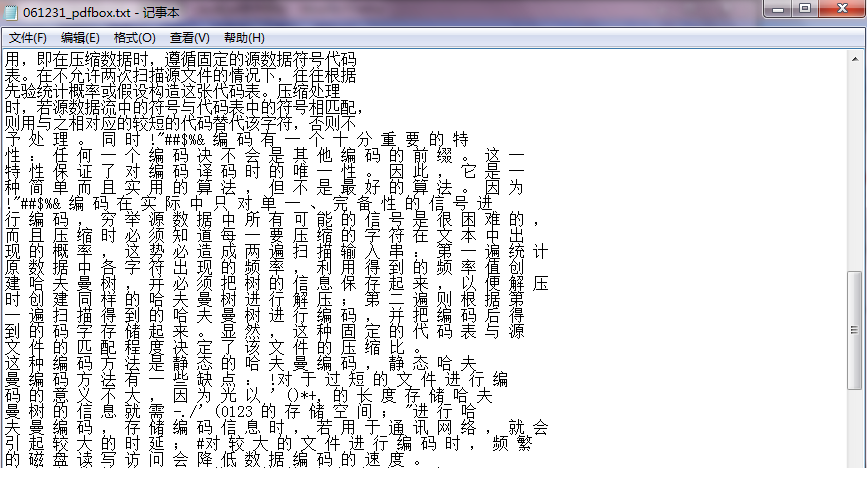 061231_pdfbox.txt - 记事本
文件(F) 编辑(E) 格式(O) 查看(V) 帮助(H)
用，即在压缩数据时，遵循固定的源数据符号代码
表。在不允许两次扫描源文件的情况下，往往根据
先验统计概率或假设构造这张代码表。压缩处理
时，若源数据流中的符号与代码表中的符号相匹配，
则用与之相对应的较短的代码替代该字符，否则不
予 处 理 。 同 时 !"##$%& 编 码 有 一 个 十 分 重 要 的 特
性 ： 任 何 一 个 编 码 决 不 会 是 其 他 编 码 的 前 缀 。 这 一
特 性 保 证 了 对 编 码 译 码 时 的 唯 一 性 。 因 此 ， 它 是 一
种 简 单 而 且 实 用 的 算 法 ， 但 不 是 最 好 的 算 法 。 因 为
!"##$%& 编 码 在 实 际 中 只 对 单 一 、 完 备 性 的 信 号 进
行 编 码 ， 穷 举 源 数 据 中 所 有 可 能 的 信 号 是 很 困 难 的 ，
而 且 压 缩 时 必 须 知 道 每 一 要 压 缩 的 字 符 在 文 本 中 出
现 的 概 率 ， 这 势 必 造 成 两 遍 扫 描 输 入 串 ： 第 一 遍 统 计
原 数 据 中 各 字 符 出 现 的 频 率 ， 利 用 得 到 的 频 率 值 创
建 哈 夫 曼 树 ， 并 必 须 把 树 的 信 息 保 存 起 来 ， 以 便 解 压
时 创 建 同 样 的 哈 夫 曼 树 进 行 解 压 ； 第 二 遍 则 根 据 第
一 遍 扫 描 得 到 的 哈 夫 曼 树 进 行 编 码 ， 并 把 编 码 后 得
到 的 码 字 存 储 起 来 。 显 然 ， 这 种 固 定 的 代 码 表 与 源
文 件 的 匹 配 程 度 决 定 了 该 文 件 的 压 缩 比 。
这 种 编 码 方 法 是 静 态 的 哈 夫 曼 编 码 ， 静 态 哈 夫
曼 编 码 方 法 有 一 些 缺 点 ： !对 于 过 短 的 文 件 进 行 编
码 的 意 义 不 大 ， 因 为 光 以 ' ()*+, 的 长 度 存 储 哈 夫
曼 树 的 信 息 就 需 -./' (0123 的 存 储 空 间 ； "进 行 哈
夫 曼 编 码 ， 存 储 编 码 信 息 时 ， 若 用 于 通 讯 网 络 ， 就 会
引 起 较 大 的 时 延 ； #对 较 大 的 文 件 进 行 编 码 时 ， 频 繁
的 磁 盘 读 写 访 问 会 降 低 数 据 编 码 的 速 度 。